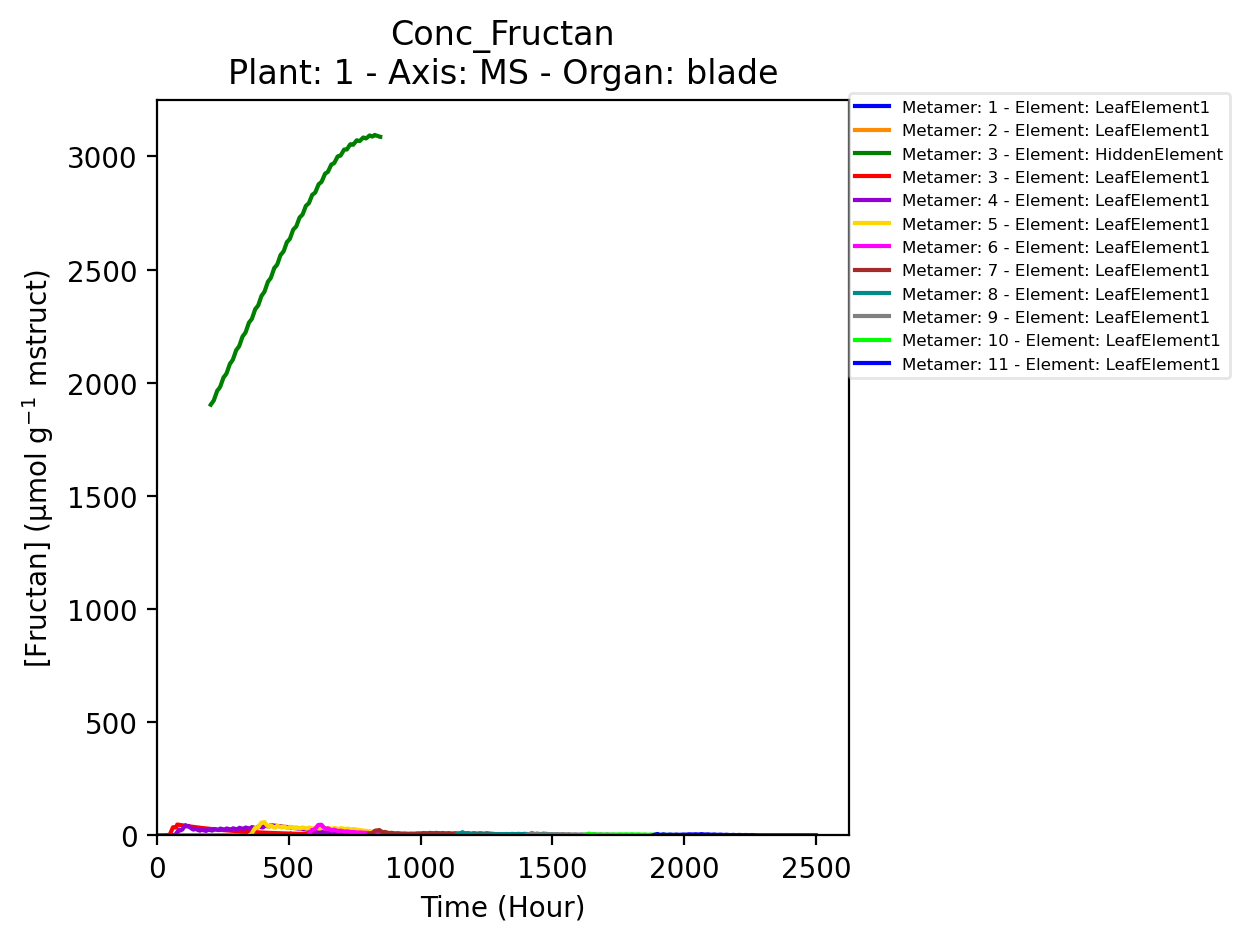 Conc_Fructan
Plant: 1 - Axis: MS - Organ: blade
Metamer: 1 - Element: LeafElement1
Metamer: 2 - Element: LeafElement1
Metamer: 3 - Element: HiddenElement
Metamer: 3 - Element: LeafElement1
Metamer: 4 - Element: LeafElement1
Metamer: 5 - Element: LeafElement1
Metamer: 6 - Element: LeafElement1
Metamer: 7 - Element: LeafElement1
Metamer: 8 - Element: LeafElement1
Metamer: 9 - Element: LeafElement1
Metamer: 10 - Element: LeafElement1
Metamer: 11 - Element: LeafElement1
[Fructan] (µmol g⁻¹ mstruct)
3000
2500
2000
1500
1000
500
0
0 500 1000 1500 2000 2500
Time (Hour)